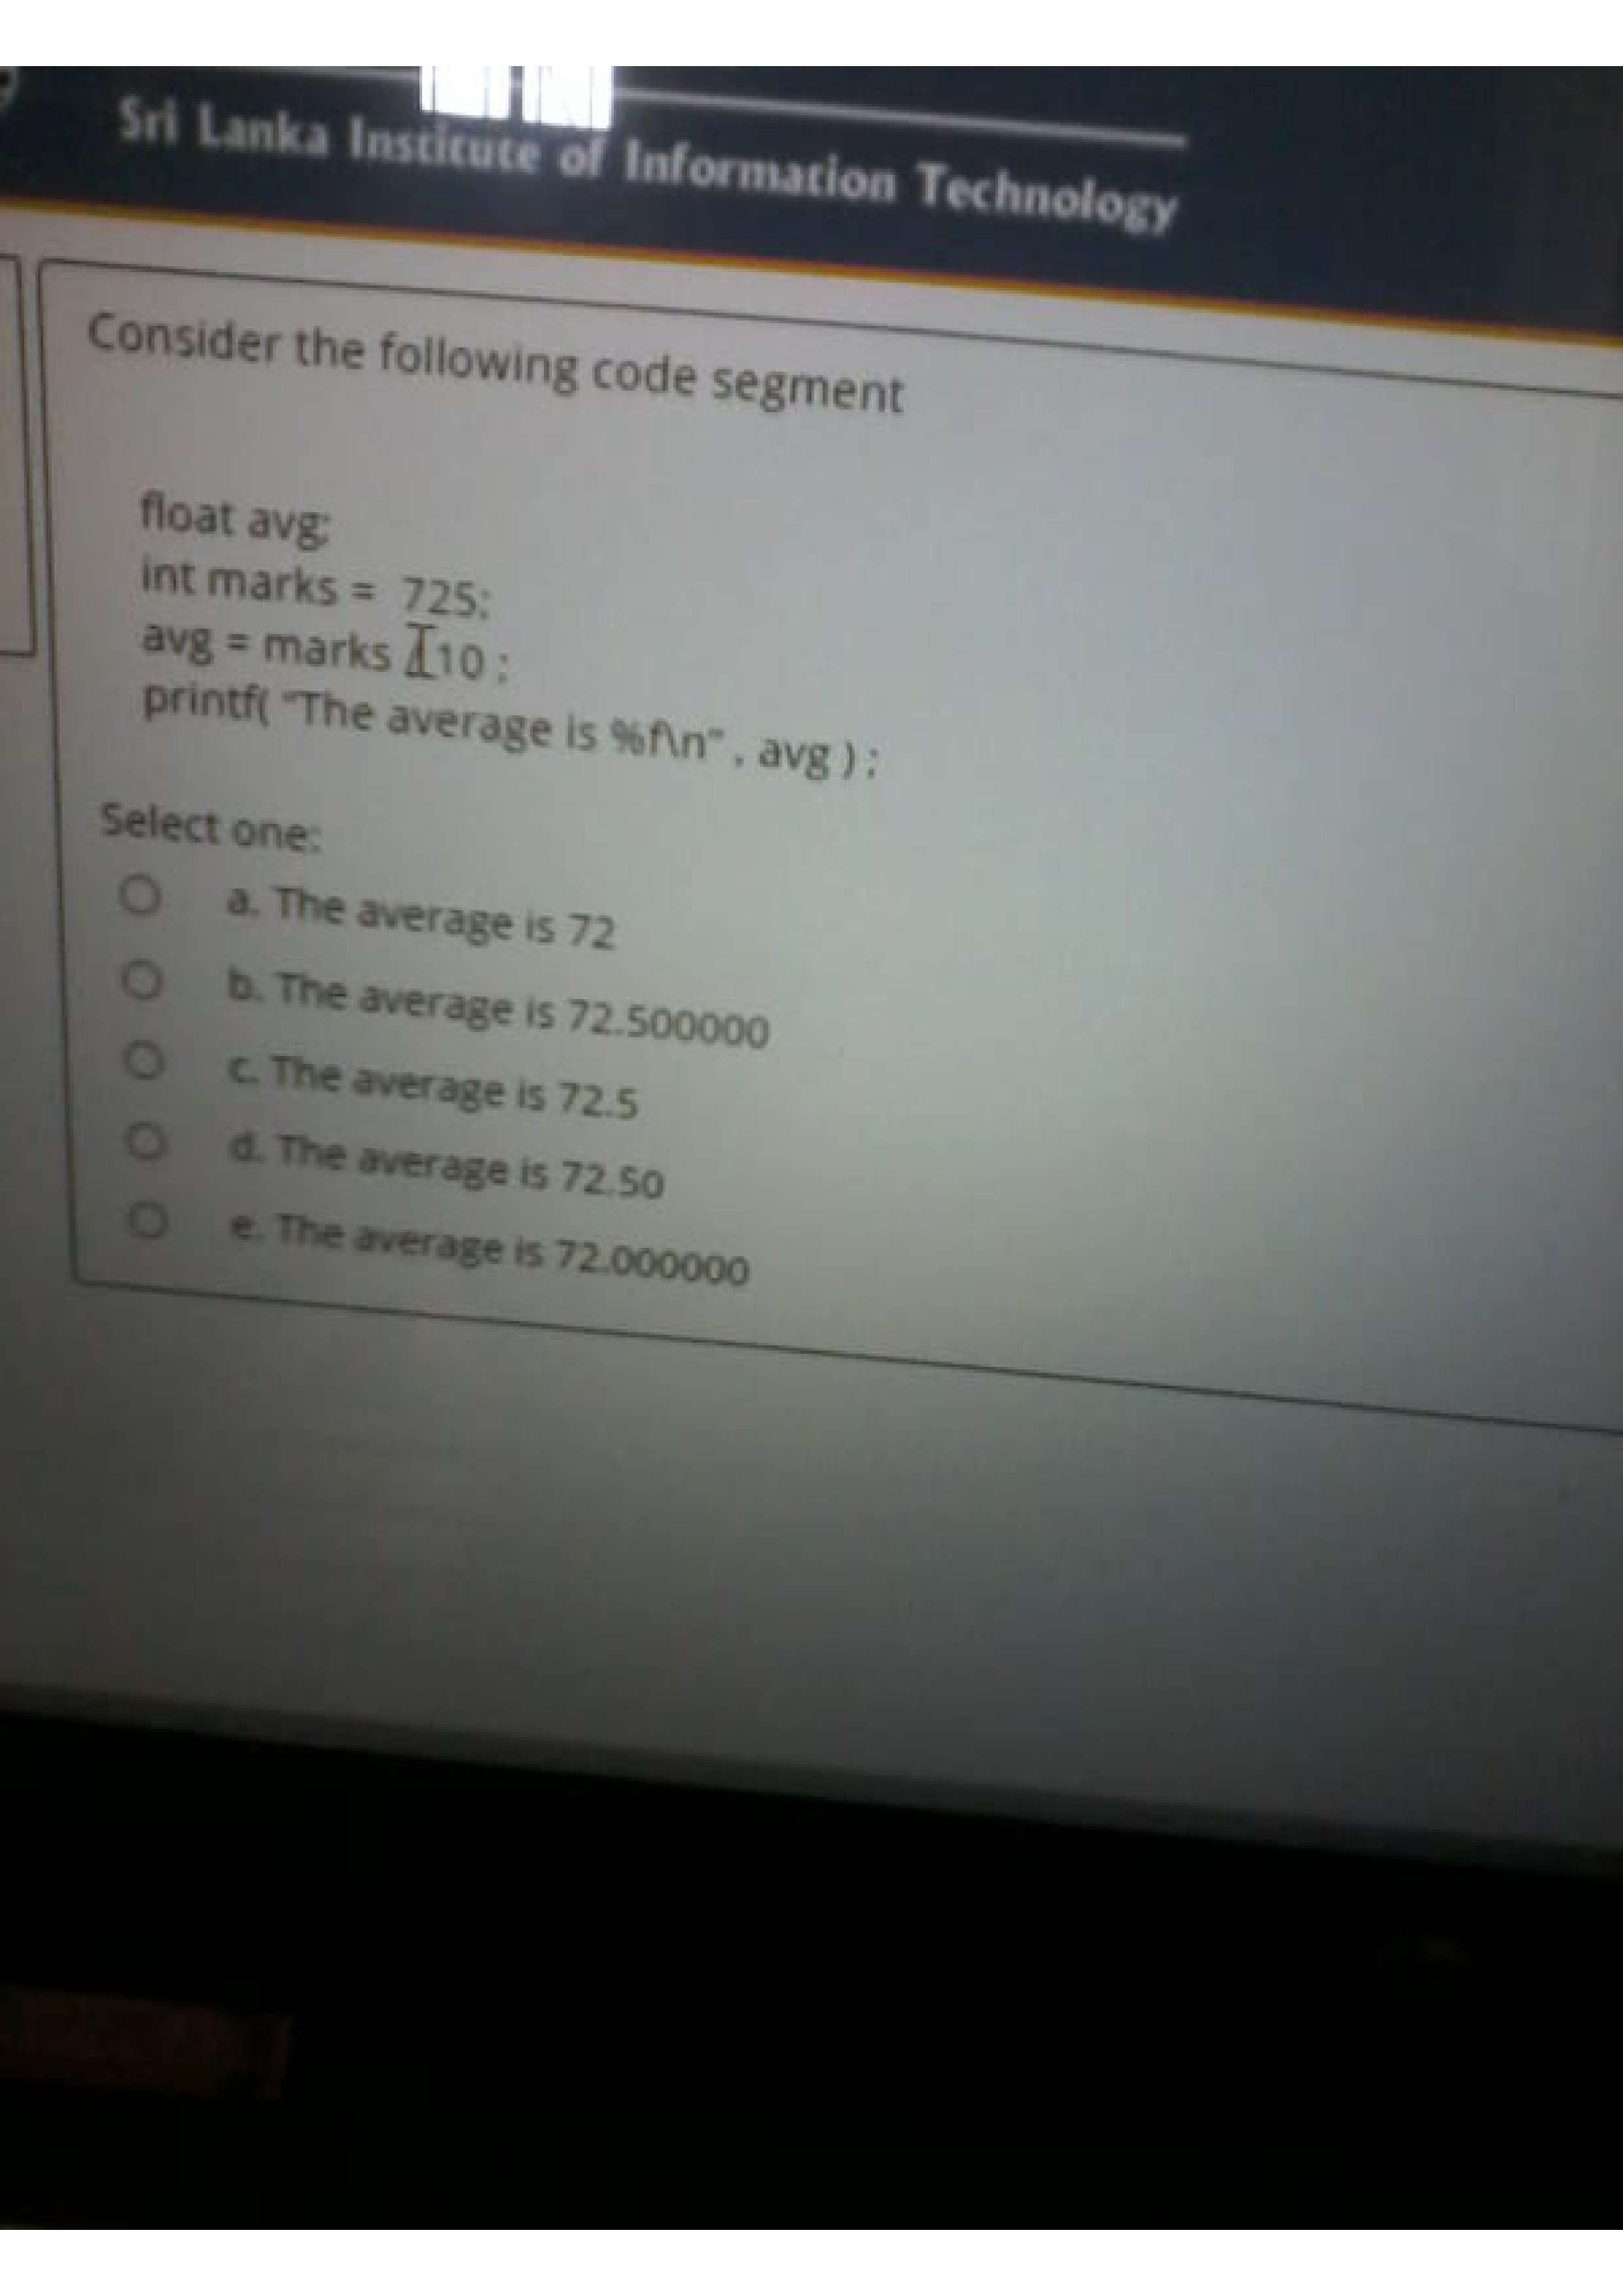 Sri Lanka Institute of Information Technology
Consider the following code segment
float avg;
int marks = 725;
avg = marks / 10 ;
printf( "The average is %f\n" , avg ) ;
Select one:
a. The average is 72
b. The average is 72.500000
c. The average is 72.5
d. The average is 72.50
e. The average is 72.000000